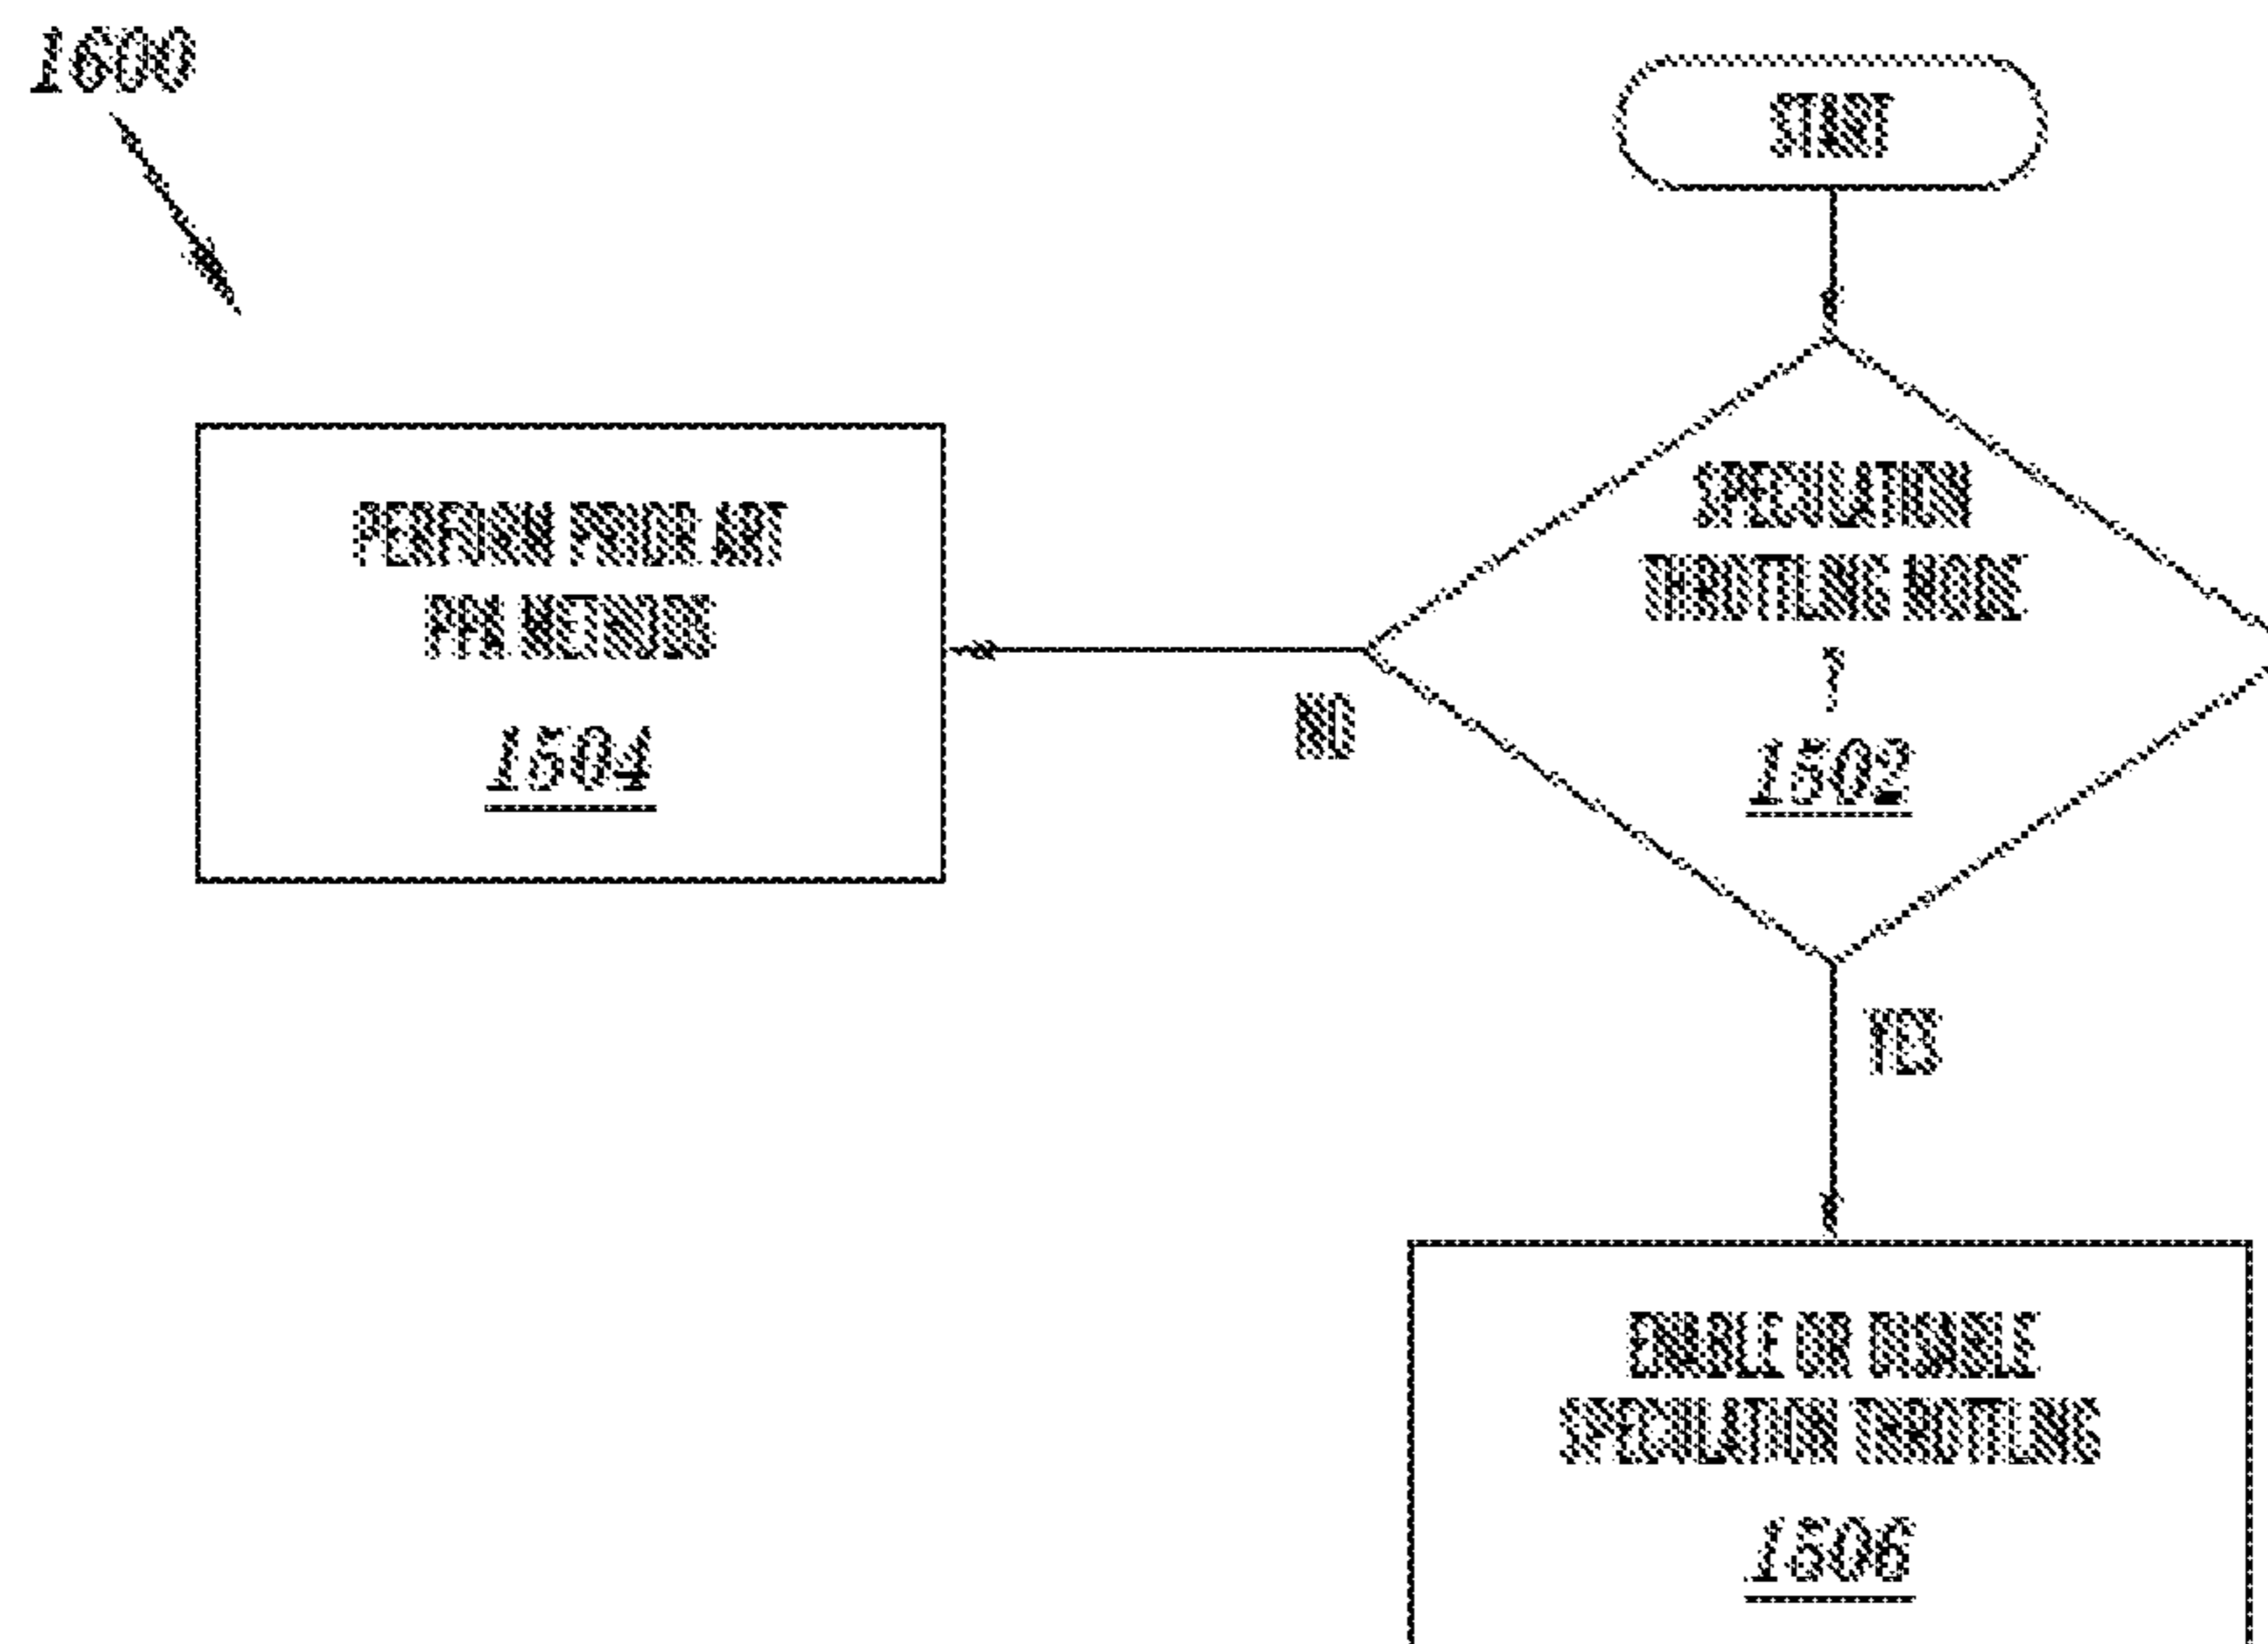 1600
START
SPECULATION
THROTTLING MODE
?
1502
NO
PERFORM PRIOR ART
PPM METHODS
1504
YES
ENABLE OR DISABLE
SPECULATION THROTTLING
1506